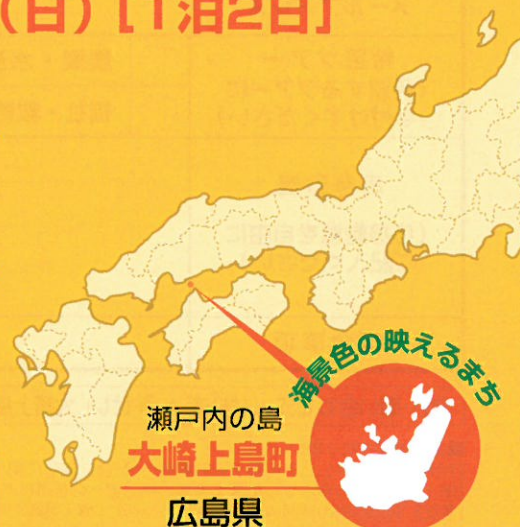 (日)［1泊2日］
海景色の映えるまち
瀬戸内の島
大崎上島町
広島県